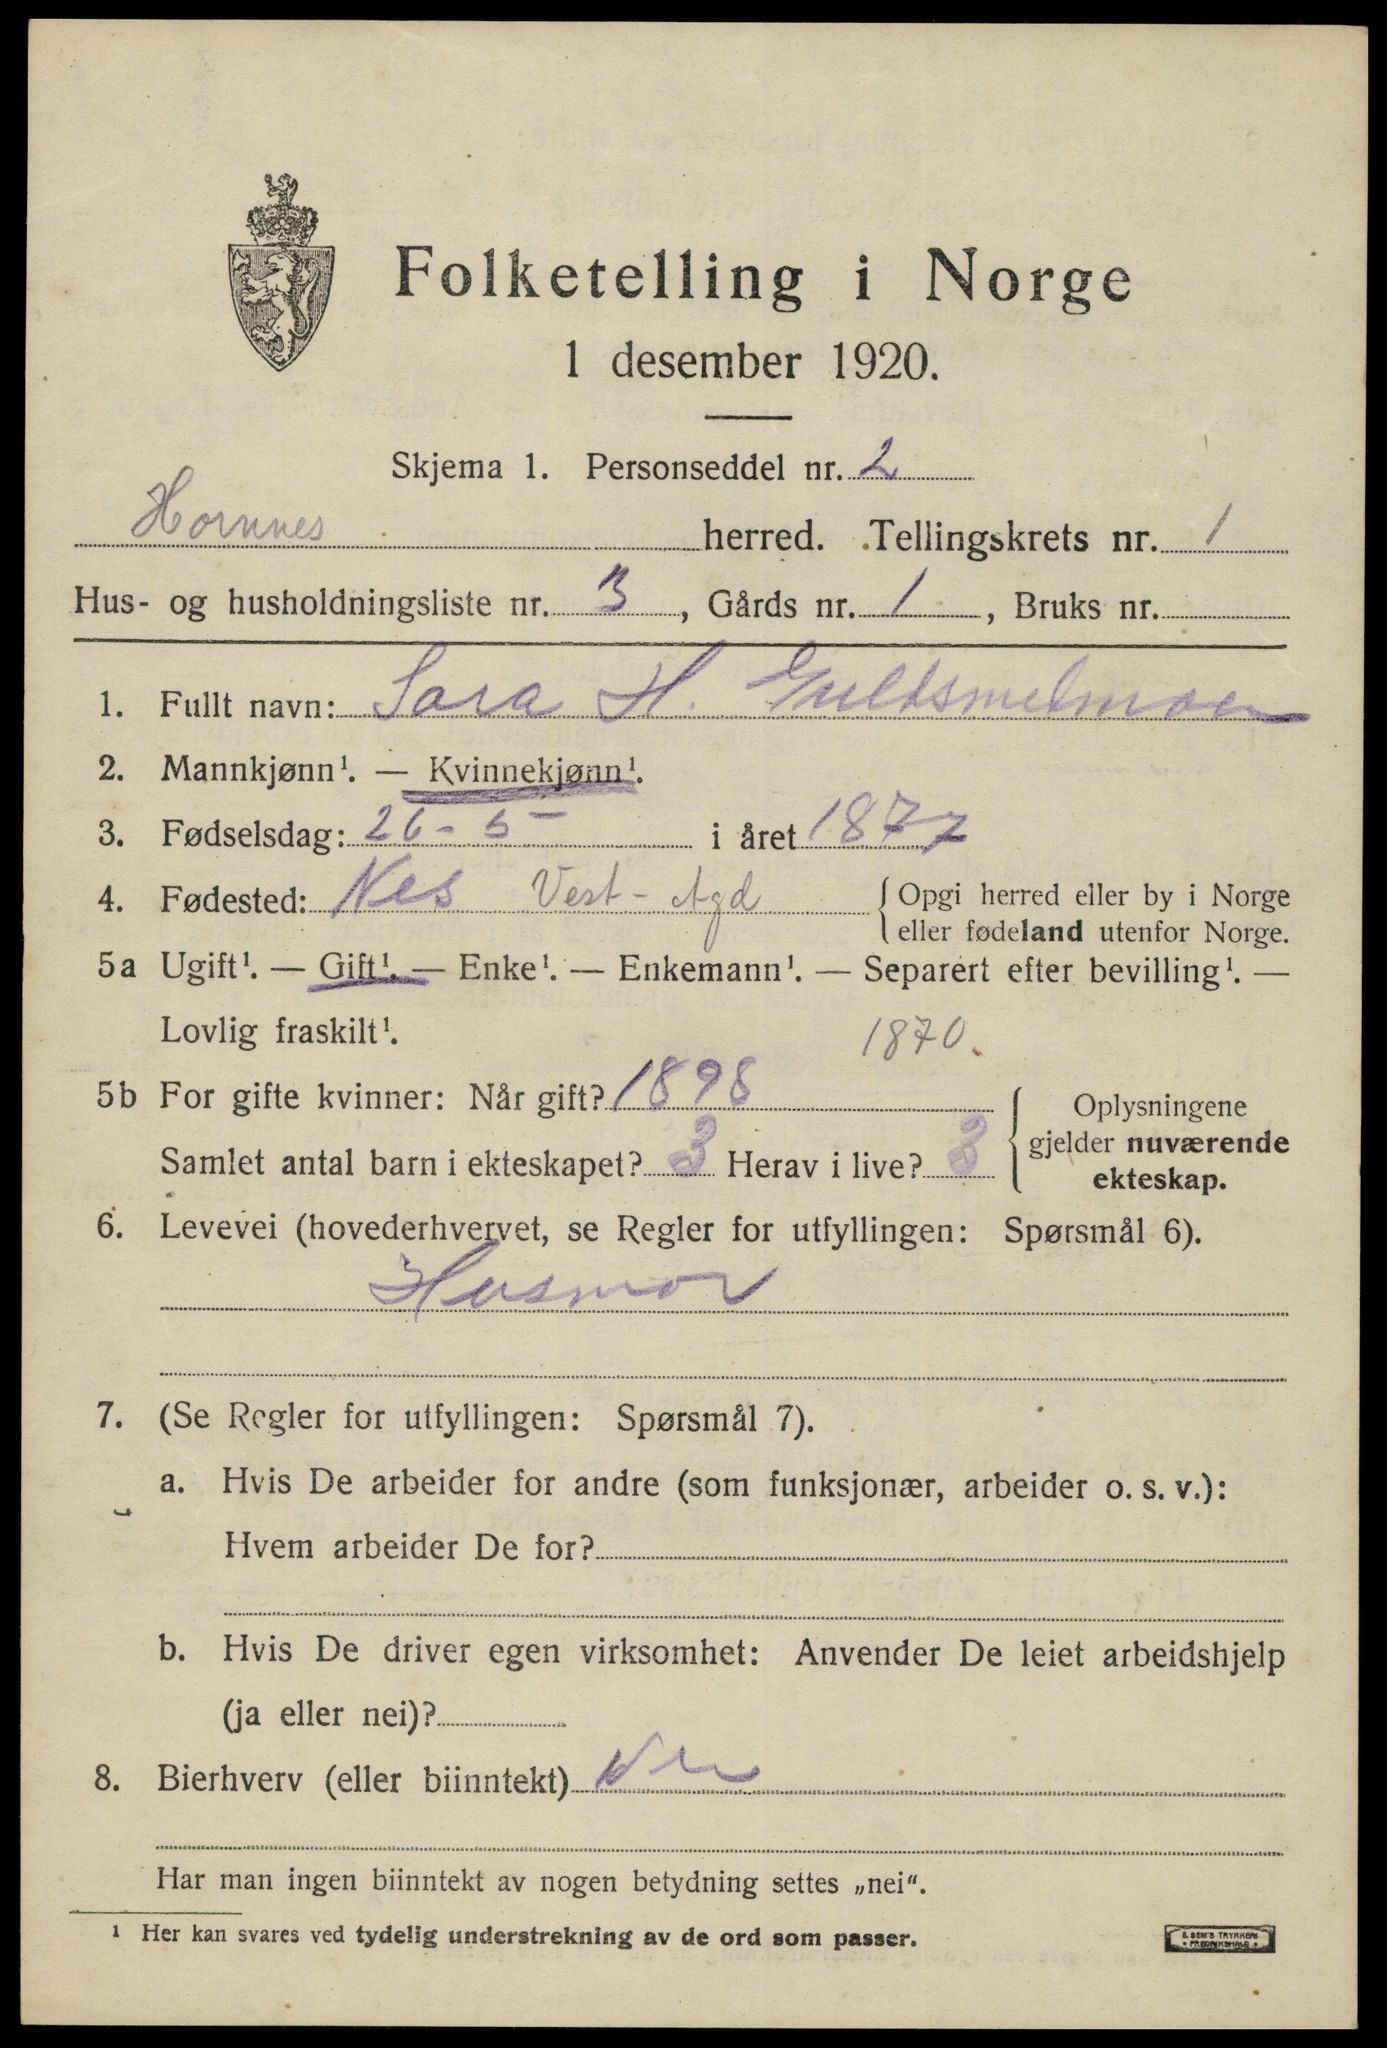 Folketelling i Norge
1 desember 1920.
Skjema 1. Personseddel nr. 2
Hornnes herred. Tellingskrets nr. 1
Hus- og husholdningsliste nr. 3, Gårds nr. 1, Bruks nr.
1. Fullt navn: Sara H. Guldsmedmoen
2. Mannkjønn¹. — Kvinnekjønn¹.
3. Fødselsdag: 26 - 5 - i året 1877
4. Fødested: Nes Vest-Agd { Opgi herred eller by i Norge
eller fødeland utenfor Norge.
5a Ugift¹. — Gift¹. — Enke¹. — Enkemann¹. — Separert efter bevilling¹. —
Lovlig fraskilt¹.
1870
5b For gifte kvinner: Når gift? 1898
Samlet antal barn i ekteskapet? 3 Herav i live? 3
{ Oplysningene
gjelder nuværende
ekteskap.
6. Levevei (hovederhvervet, se Regler for utfyllingen: Spørsmål 6).
Husmor
7. (Se Regler for utfyllingen: Spørsmål 7).
a. Hvis De arbeider for andre (som funksjonær, arbeider o. s. v.):
Hvem arbeider De for?
b. Hvis De driver egen virksomhet: Anvender De leiet arbeidshjelp
(ja eller nei)?
8. Bierhverv (eller biinntekt)
Har man ingen biinntekt av nogen betydning settes „nei“.
¹ Her kan svares ved tydelig understrekning av de ord som passer.
E. SEM'S TRYKKERI
FREDRIKSHALD